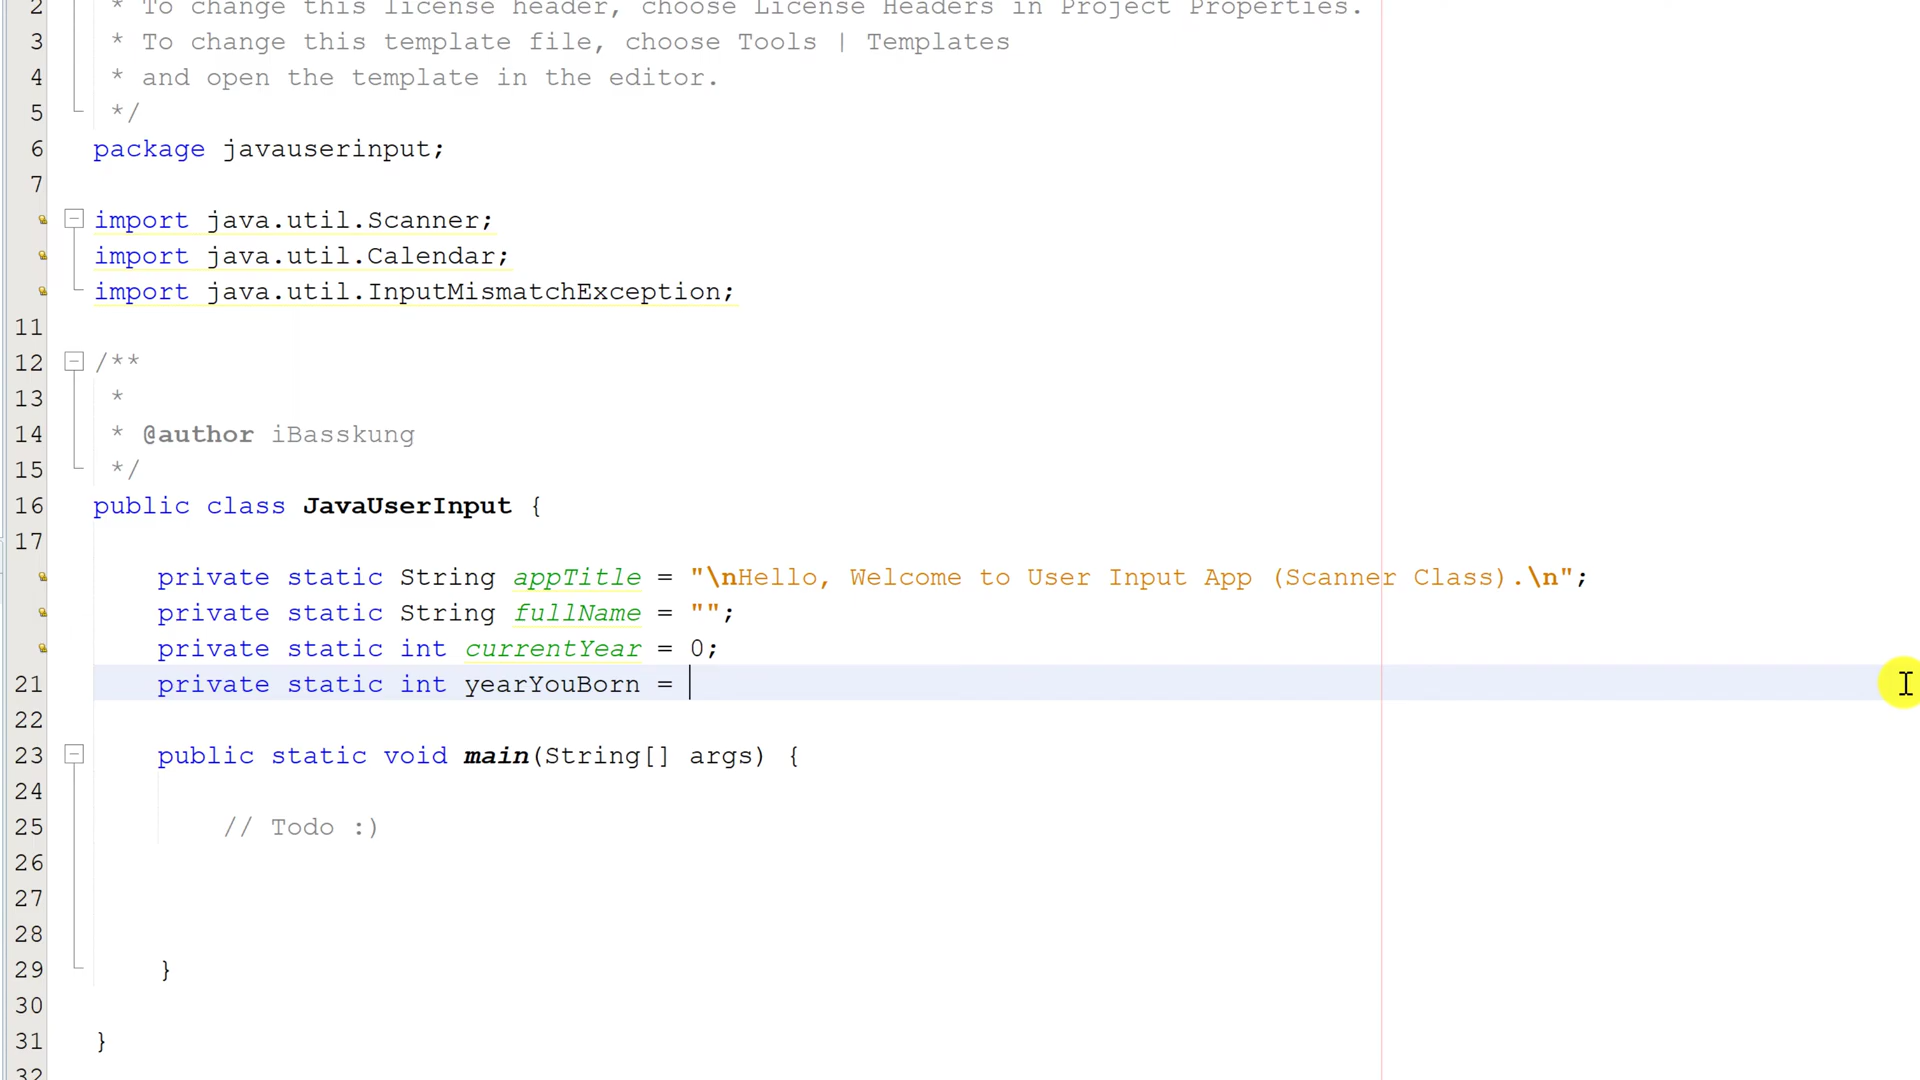 2 * To change this license header, choose License Headers in Project Properties.
3 * To change this template file, choose Tools | Templates
4 * and open the template in the editor.
5 */
6 package javauserinput;
7
import java.util.Scanner;
import java.util.Calendar;
import java.util.InputMismatchException;
11
12 /**
13 *
14 * @author iBasskung
15 */
16 public class JavaUserInput {
17
private static String appTitle = "\nHello, Welcome to User Input App (Scanner Class).\n";
private static String fullName = "";
private static int currentYear = 0;
21 private static int yearYouBorn =
22
23 public static void main(String[] args) {
24
25 // Todo :)
26
27
28
29 }
30
31 }
32